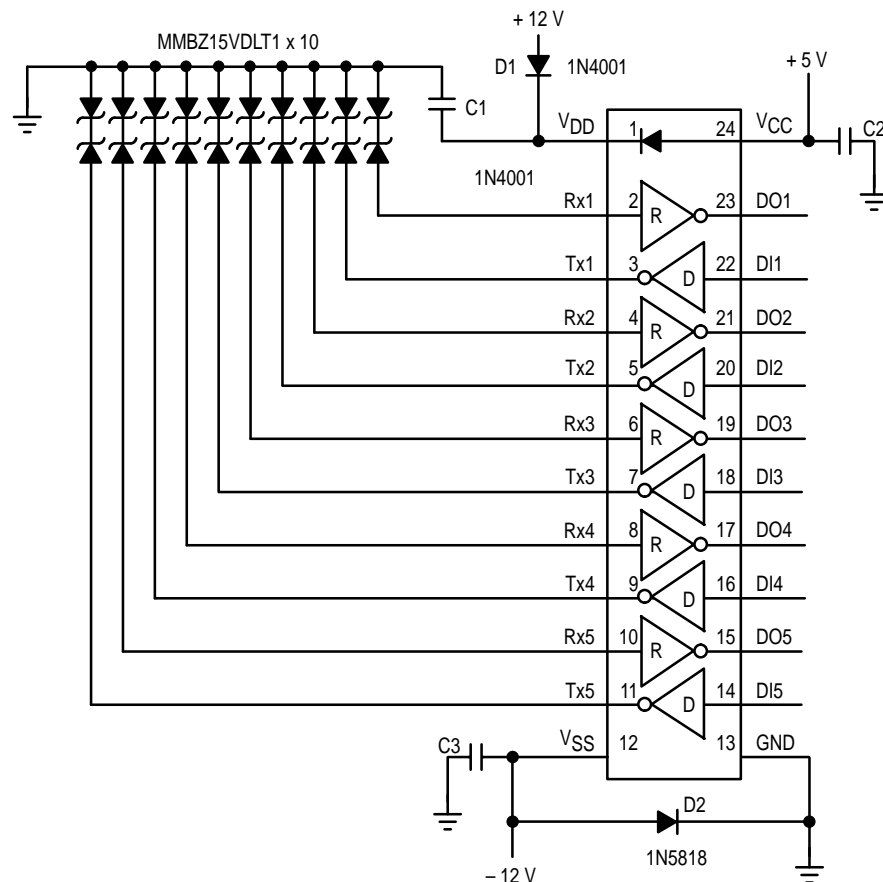 + 12 V
MMBZ15VDLT1 x 10
D1 1N4001
+ 5 V
C1
VDD 1 24 VCC
C2
1N4001
Rx1 2 R 23 DO1
Tx1 3 D 22 DI1
Rx2 4 R 21 DO2
Tx2 5 D 20 DI2
Rx3 6 R 19 DO3
Tx3 7 D 18 DI3
Rx4 8 R 17 DO4
Tx4 9 D 16 DI4
Rx5 10 R 15 DO5
Tx5 11 D 14 DI5
C3 VSS 12 13 GND
D2
1N5818
– 12 V